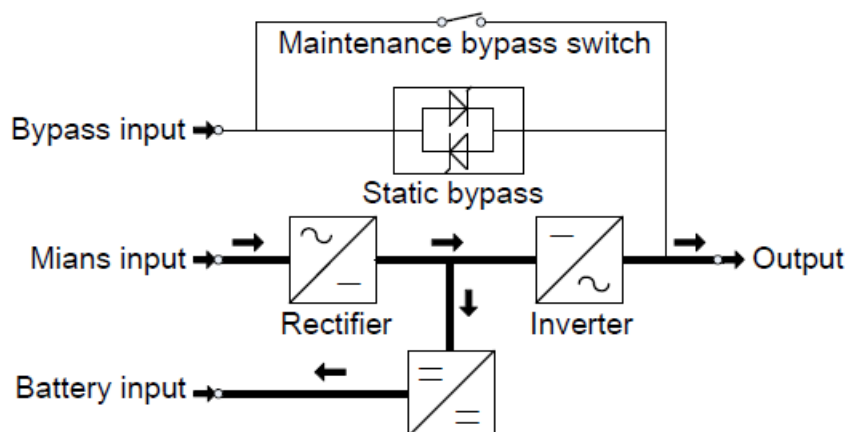 Maintenance bypass switch
Bypass input
Static bypass
Mians input
Output
Rectifier
Inverter
Battery input